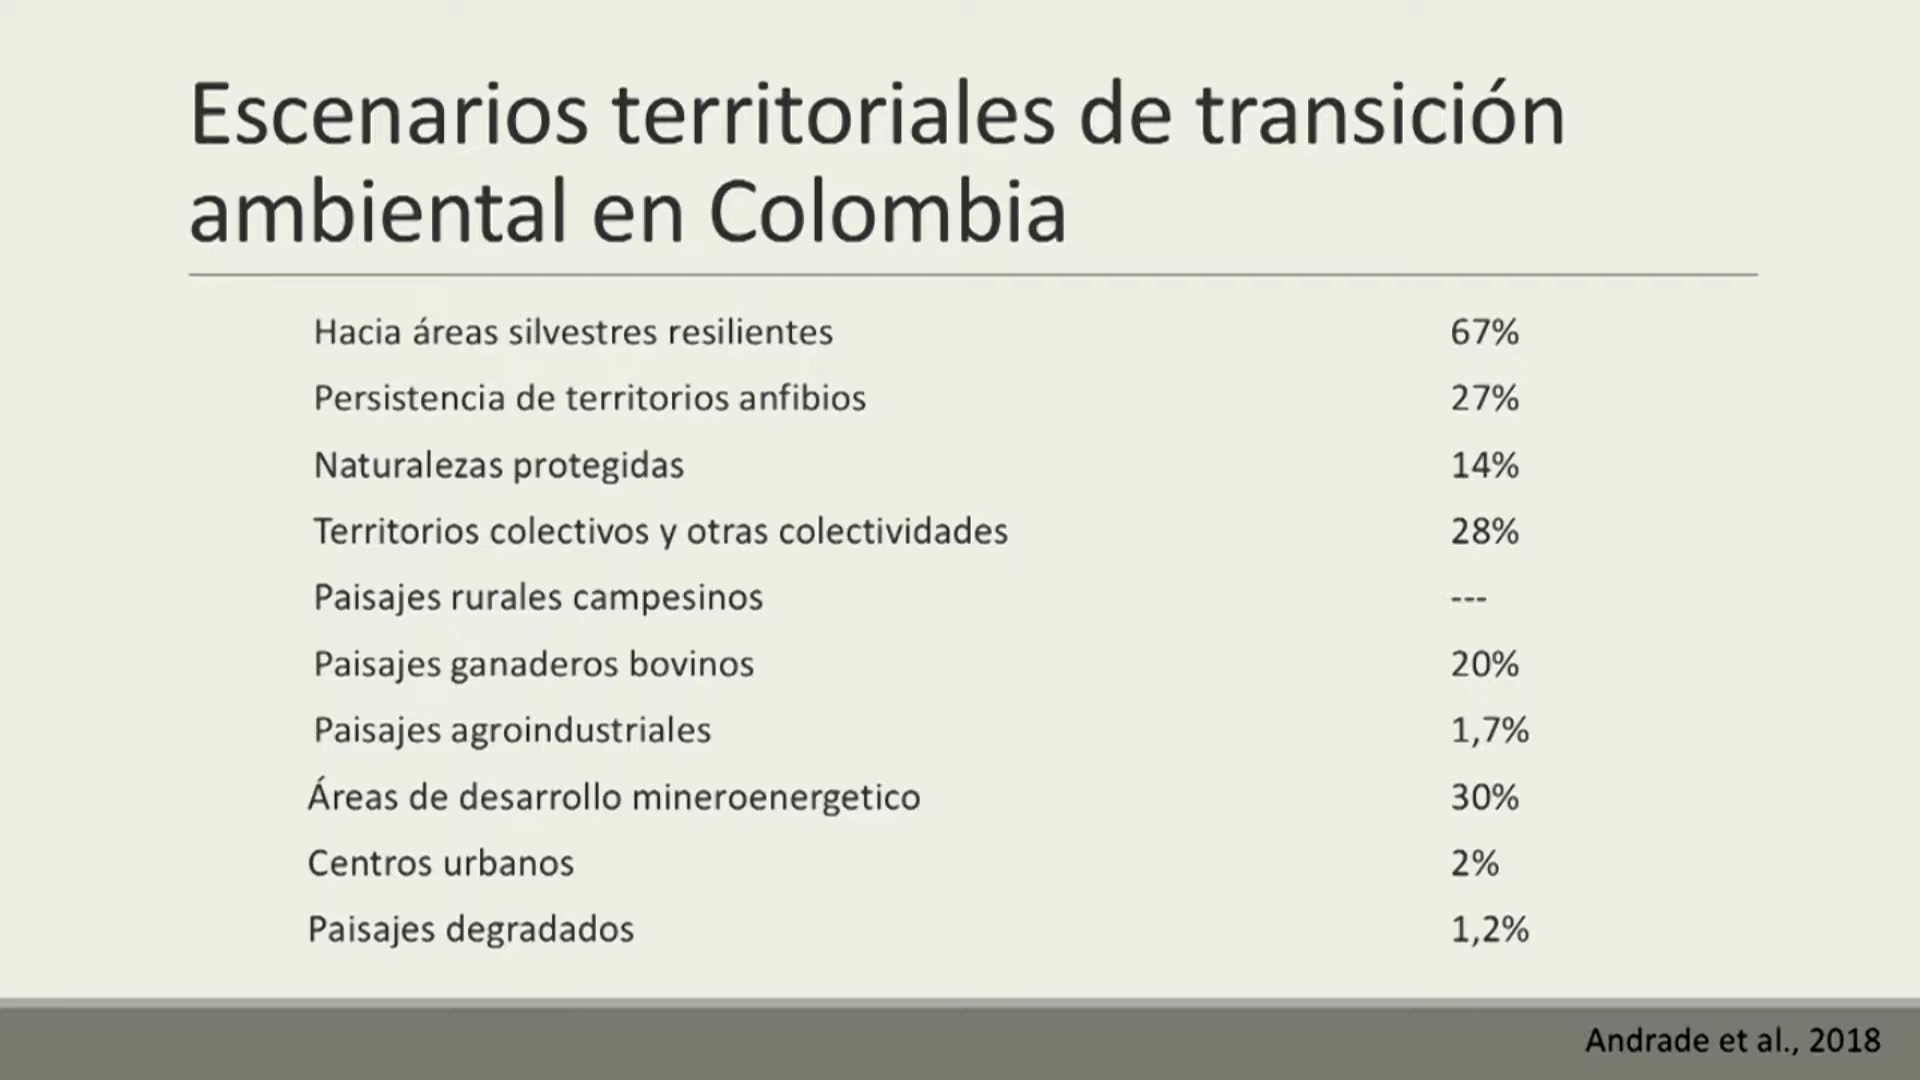 Escenarios territoriales de transición
ambiental en Colombia
Hacia áreas silvestres resilientes 67%
Persistencia de territorios anfibios 27%
Naturalezas protegidas 14%
Territorios colectivos y otras colectividades 28%
Paisajes rurales campesinos ---
Paisajes ganaderos bovinos 20%
Paisajes agroindustriales 1,7%
Áreas de desarrollo mineroenergetico 30%
Centros urbanos 2%
Paisajes degradados 1,2%
Andrade et al., 2018